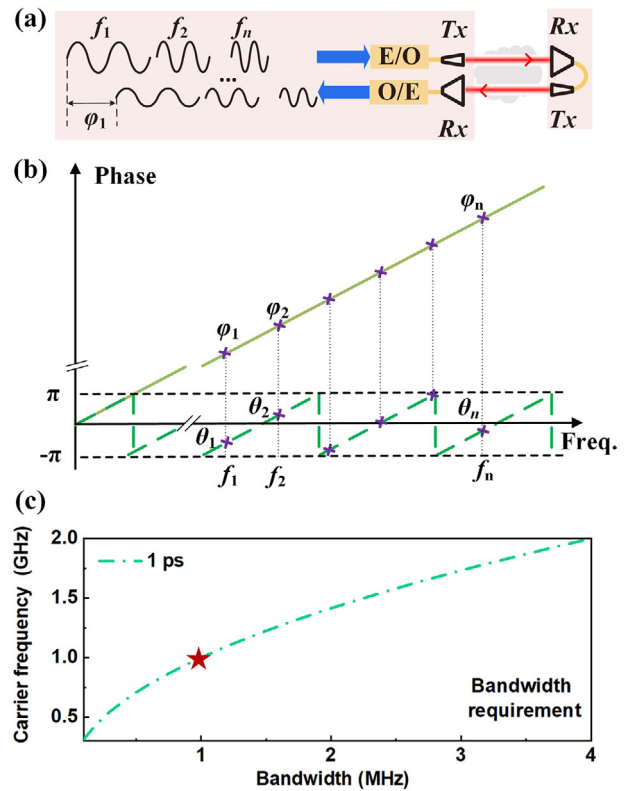 (a)
f₁ f₂ fₙ Tx Rx
E/O
...
O/E
φ₁
Rx Tx
(b)
Phase
φₙ
φ₁ φ₂
π
θ₁ θ₂ θₙ
-π
Freq.
f₁ f₂ fₙ
(c)
2.0
1 ps
1.5
1.0
0.5
Carrier frequency (GHz)
Bandwidth
requirement
1 2 3 4
Bandwidth (MHz)